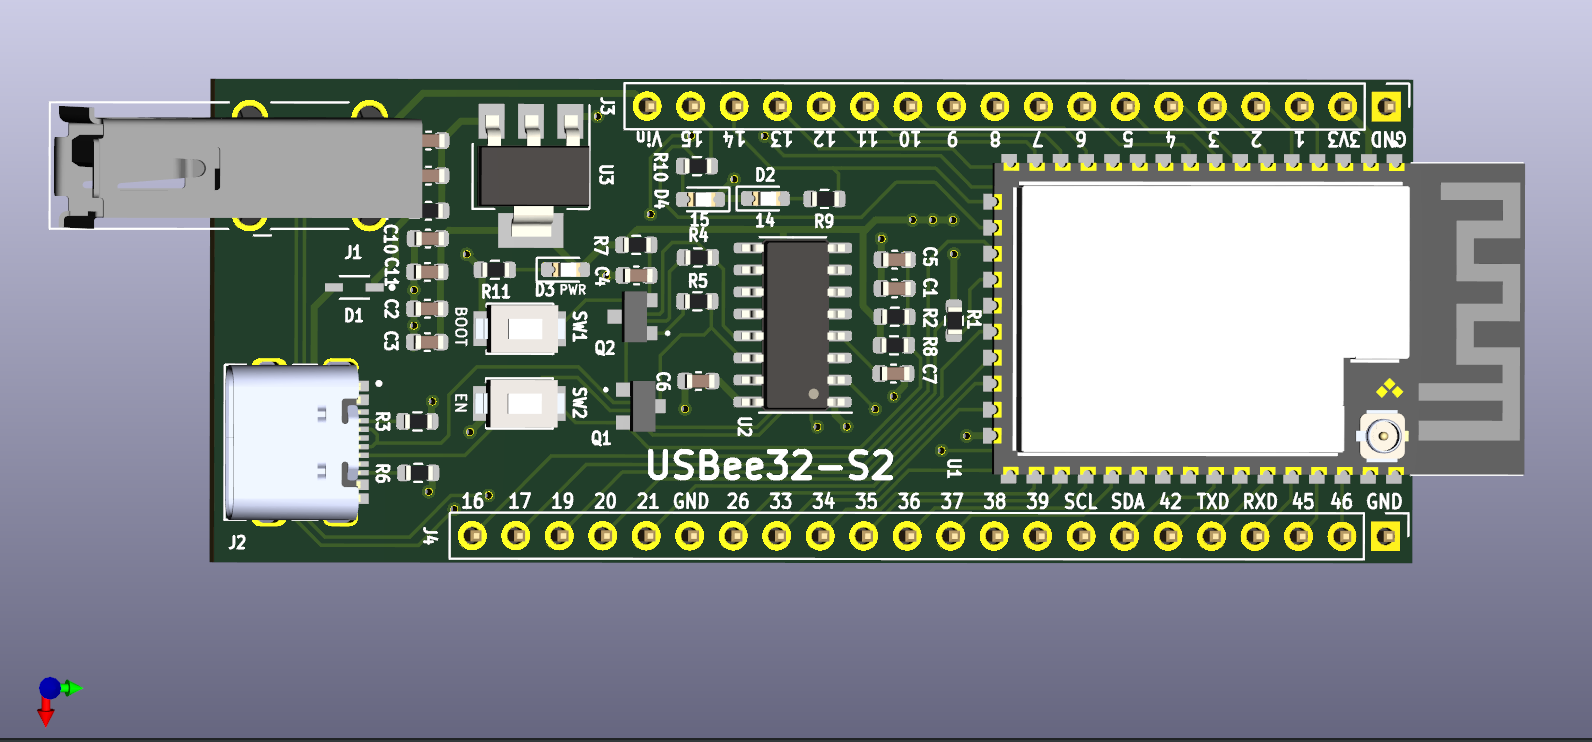 J3
Vin 15 14 13 12 11 10 9 8 7 6 5 4 3 2 1 3V3 GND
U3
R10 D4
D2
15
14
R9
J1
C10
C11
C2
C3
D1
R7
C4
R4
R5
R11
D3 PWR
BOOT
SW1
Q2
C5
C1
R2
R8
C7
R1
EN
SW2
Q1
C6
U2
R3
R6
USBee32-S2
U1
16 17 19 20 21 GND 26 33 34 35 36 37 38 39 SCL SDA 42 TXD RXD 45 46 GND
J2
J4